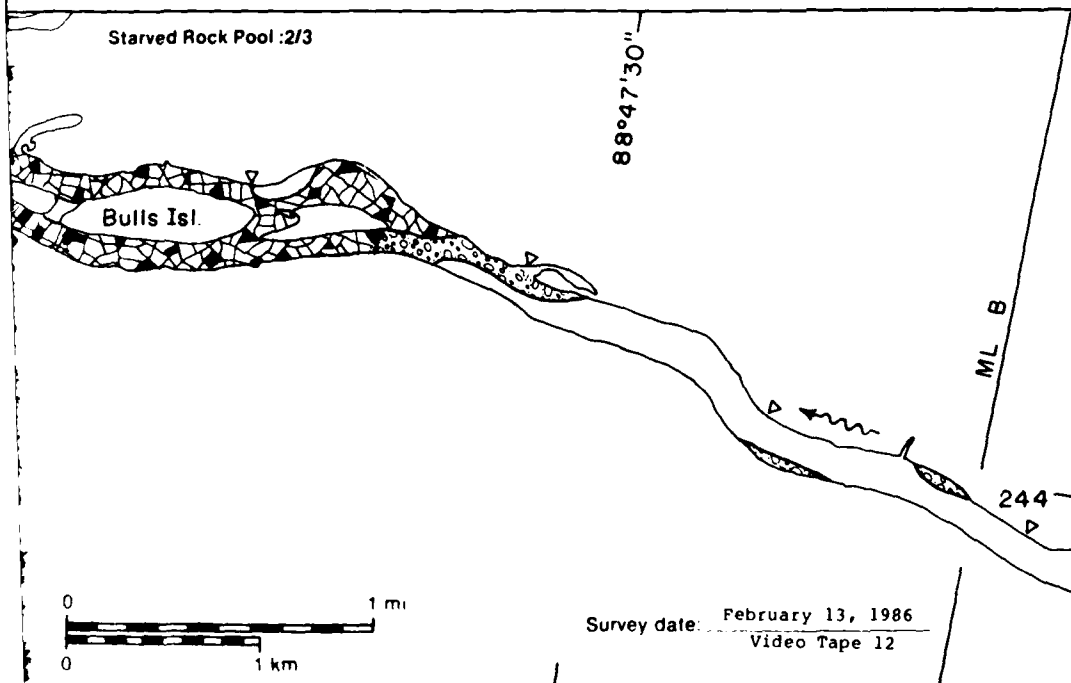 Starved Rock Pool :2/3
88°47'30"
Bulls Isl.
ML B
244
0 1 mi
0 1 km
Survey date: February 13, 1986
Video Tape 12